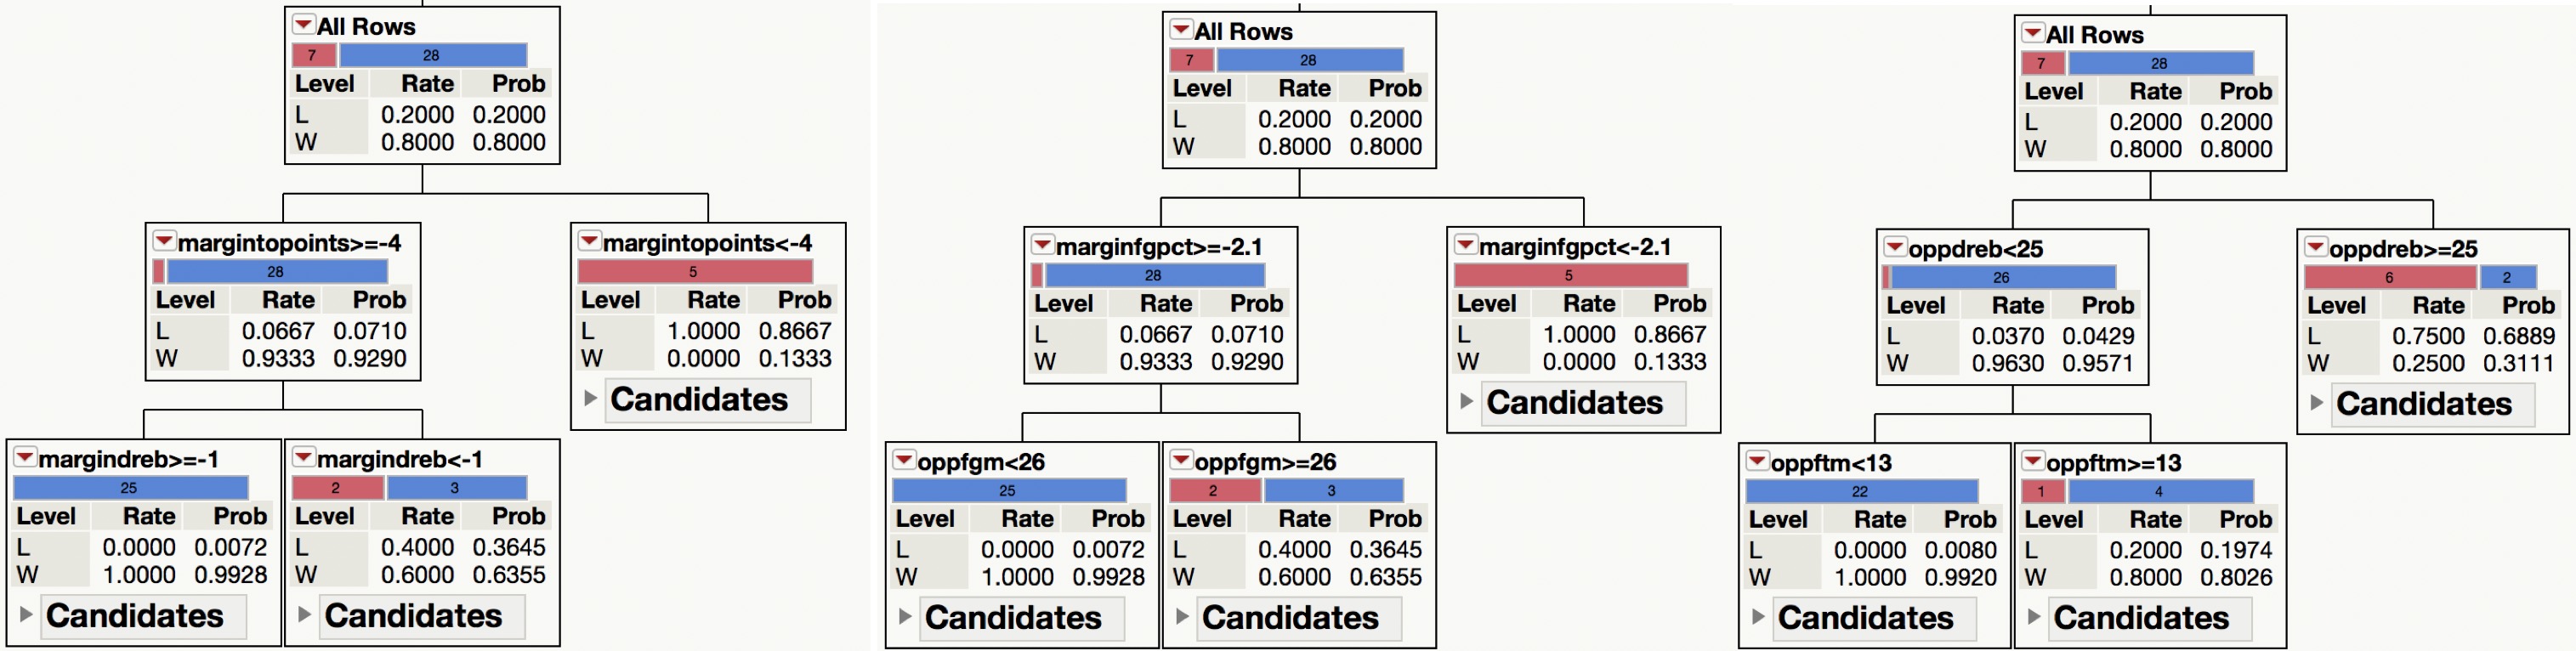 All Rows
7 28
Level Rate Prob
L 0.2000 0.2000
W 0.8000 0.8000
margintopoints>=-4
28
Level Rate Prob
L 0.0667 0.0710
W 0.9333 0.9290
margintopoints<-4
5
Level Rate Prob
L 1.0000 0.8667
W 0.0000 0.1333
Candidates
margindreb>=-1
25
Level Rate Prob
L 0.0000 0.0072
W 1.0000 0.9928
Candidates
margindreb<-1
2 3
Level Rate Prob
L 0.4000 0.3645
W 0.6000 0.6355
Candidates
All Rows
7 28
Level Rate Prob
L 0.2000 0.2000
W 0.8000 0.8000
marginfgpct>=-2.1
28
Level Rate Prob
L 0.0667 0.0710
W 0.9333 0.9290
marginfgpct<-2.1
5
Level Rate Prob
L 1.0000 0.8667
W 0.0000 0.1333
Candidates
oppfgm<26
25
Level Rate Prob
L 0.0000 0.0072
W 1.0000 0.9928
Candidates
oppfgm>=26
2 3
Level Rate Prob
L 0.4000 0.3645
W 0.6000 0.6355
Candidates
All Rows
7 28
Level Rate Prob
L 0.2000 0.2000
W 0.8000 0.8000
oppdreb<25
26
Level Rate Prob
L 0.0370 0.0429
W 0.9630 0.9571
oppdreb>=25
6 2
Level Rate Prob
L 0.7500 0.6889
W 0.2500 0.3111
Candidates
oppftm<13
22
Level Rate Prob
L 0.0000 0.0080
W 1.0000 0.9920
Candidates
oppftm>=13
1 4
Level Rate Prob
L 0.2000 0.1974
W 0.8000 0.8026
Candidates